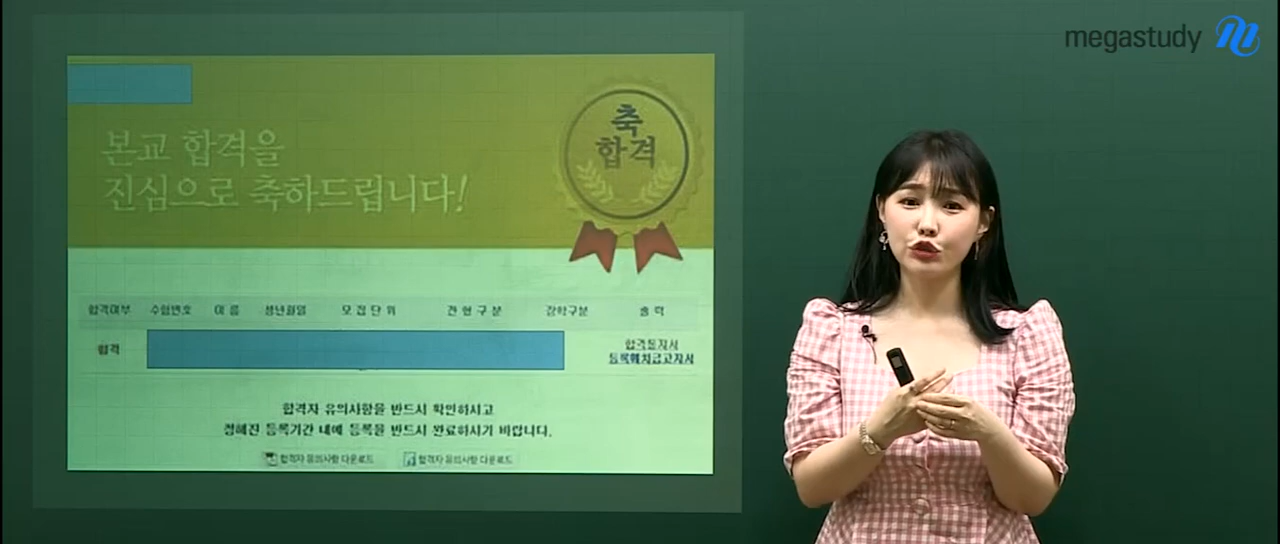 megastudy
본교 합격을
진심으로 축하드립니다!
축
합격
합격여부 수험번호 이 름 생년월일 모 집 단 위 전 형 구 분 장학구분 출 력
합격
합격통지서
등록예치금고지서
합격자 유의사항을 반드시 확인하시고
정해진 등록기간 내에 등록을 반드시 완료하시기 바랍니다.
합격자 유의사항 다운로드 합격자 유의사항 다운로드